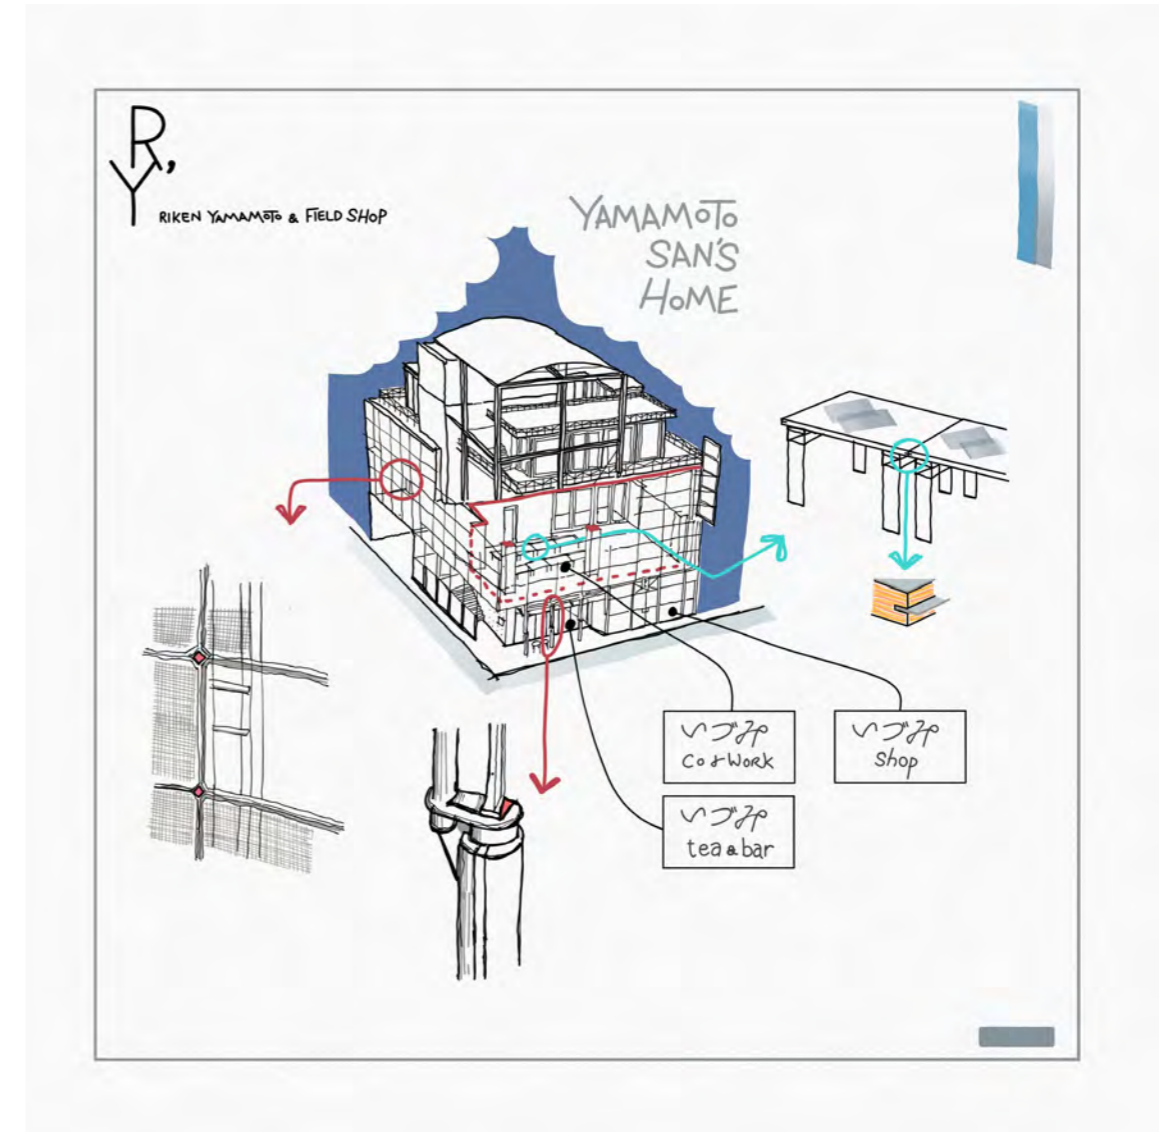 R,
Y
RIKEN YAMAMOTO & FIELD SHOP
YAMAMOTO
SAN'S
HOME
いづみ
Co & WORK
いづみ
Shop
いづみ
tea & bar